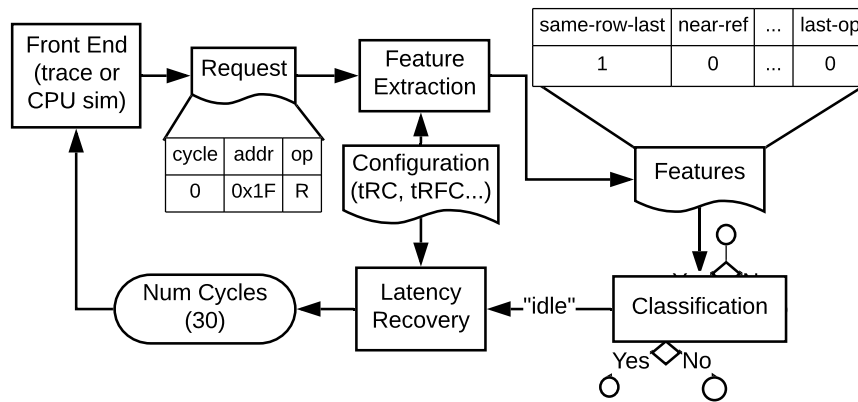 Front End
(trace or
CPU sim)
Request
cycle addr op
0 0x1F R
Feature
Extraction
Configuration
(tRC, tRFC...)
same-row-last near-ref ... last-op
1 0 ... 0
Features
Num Cycles
(30)
Latency
Recovery
"idle"
Classification
Yes No